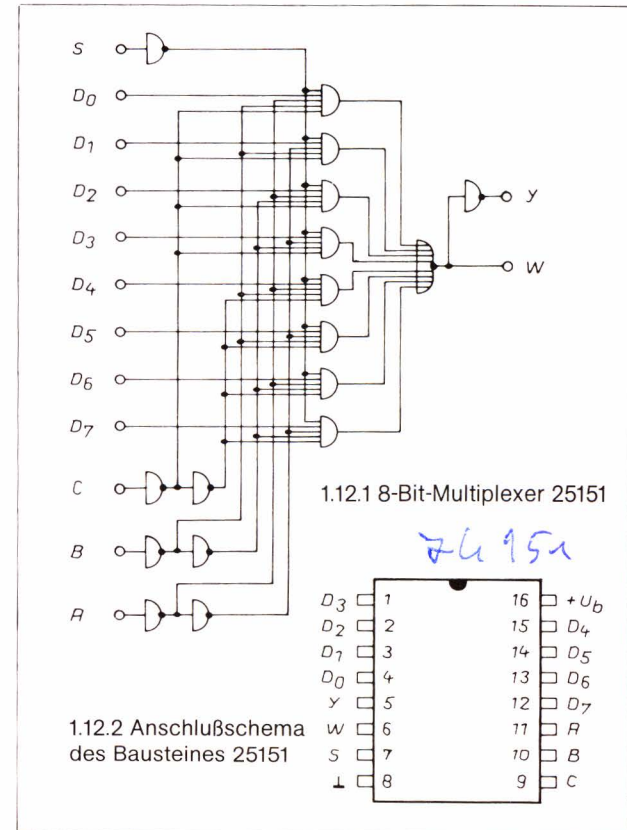 S
D0
D1
D2
D3
D4
D5
D6
D7
C
B
A
Y
W
1.12.1 8-Bit-Multiplexer 25151
74151
D3 1 16 +Ub
D2 2 15 D4
D1 3 14 D5
D0 4 13 D6
Y 5 12 D7
W 6 11 A
S 7 10 B
⊥ 8 9 C
1.12.2 Anschlußschema
des Bausteines 25151